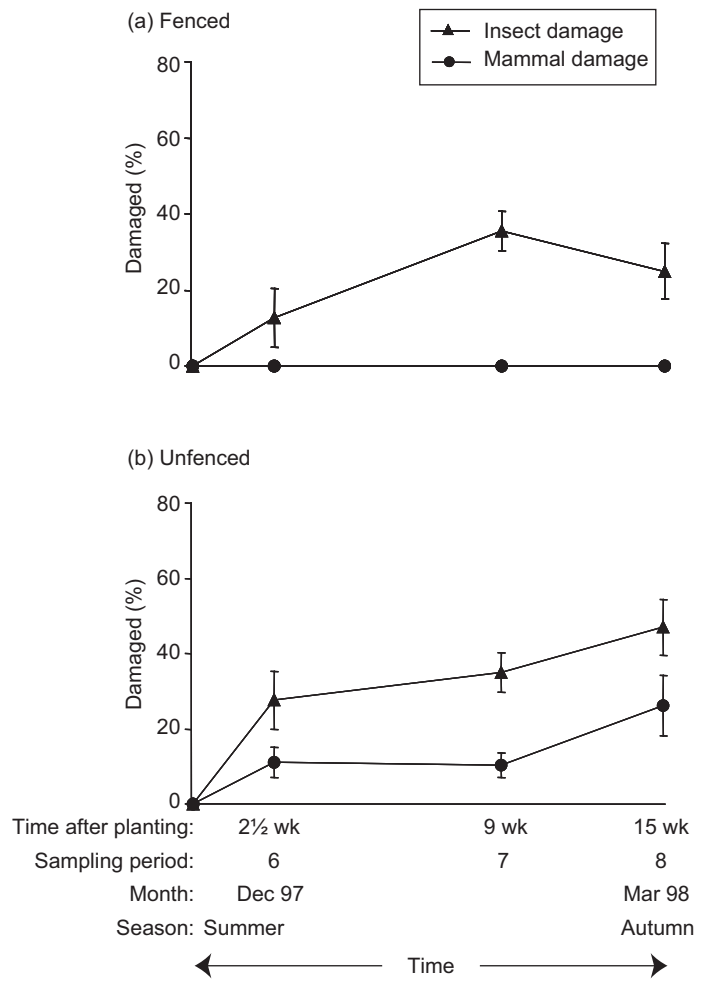 (a) Fenced
Insect damage
Mammal damage
80
60
40
20
0
Damaged (%)
(b) Unfenced
80
60
40
20
0
Damaged (%)
Time after planting: 2½ wk 9 wk 15 wk
Sampling period: 6 7 8
Month: Dec 97 Mar 98
Season: Summer Autumn
Time